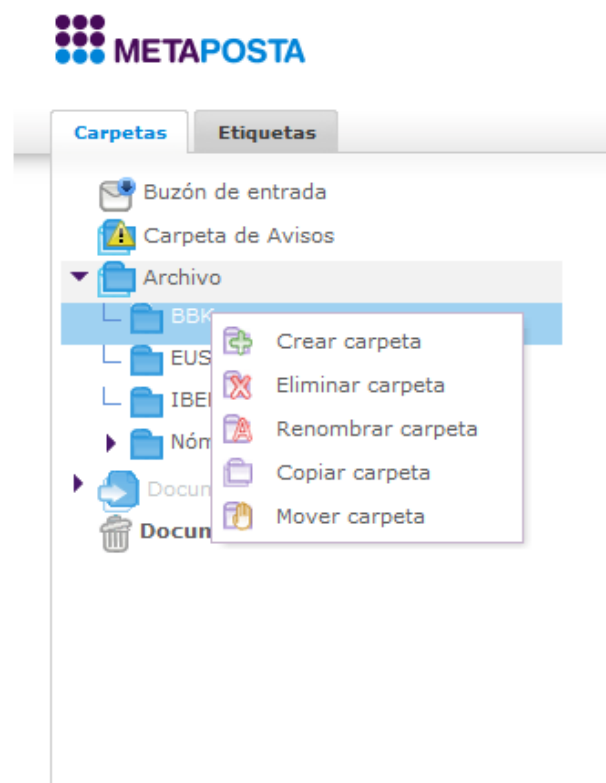 METAPOSTA
Carpetas
Etiquetas
Buzón de entrada
Carpeta de Avisos
Archivo
BBK
Crear carpeta
Eliminar carpeta
Renombrar carpeta
Copiar carpeta
Mover carpeta